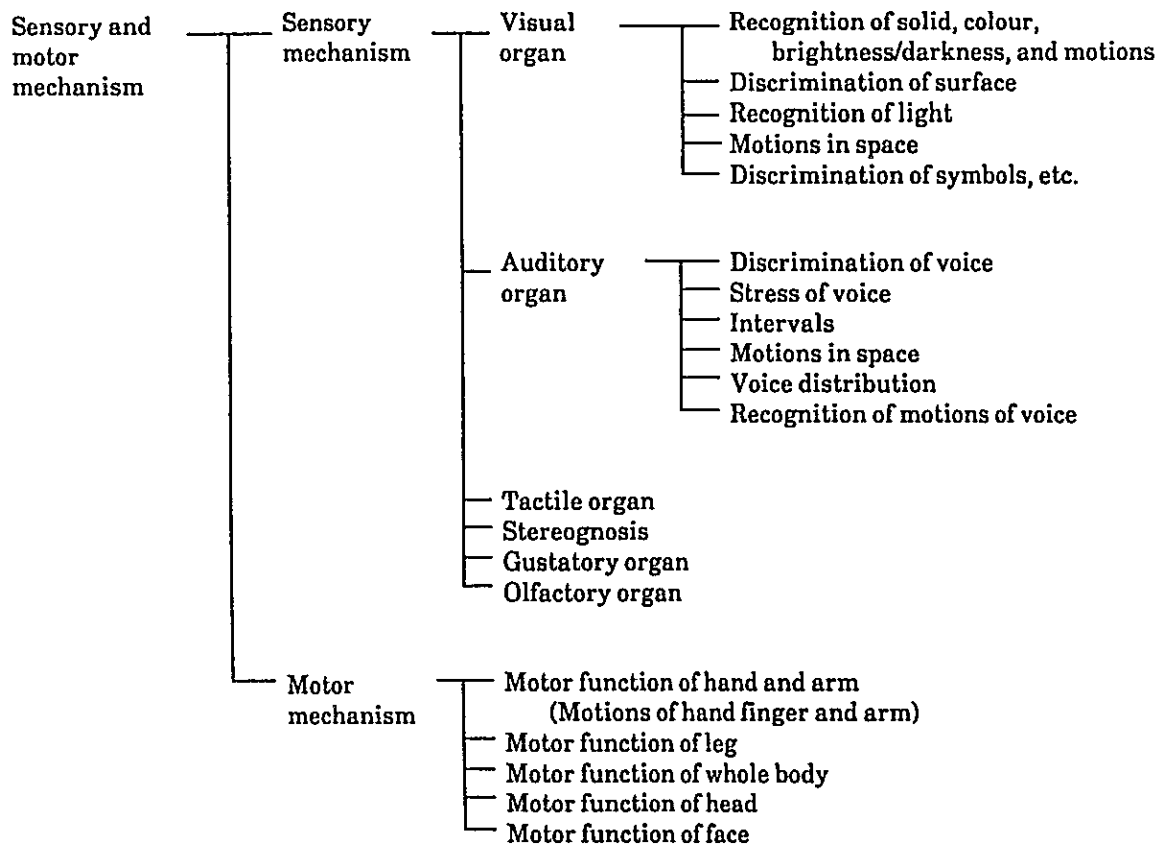 Sensory and
motor
mechanism
Sensory
mechanism
Visual
organ
Recognition of solid, colour,
brightness/darkness, and motions
Discrimination of surface
Recognition of light
Motions in space
Discrimination of symbols, etc.
Auditory
organ
Discrimination of voice
Stress of voice
Intervals
Motions in space
Voice distribution
Recognition of motions of voice
Tactile organ
Stereognosis
Gustatory organ
Olfactory organ
Motor
mechanism
Motor function of hand and arm
(Motions of hand finger and arm)
Motor function of leg
Motor function of whole body
Motor function of head
Motor function of face